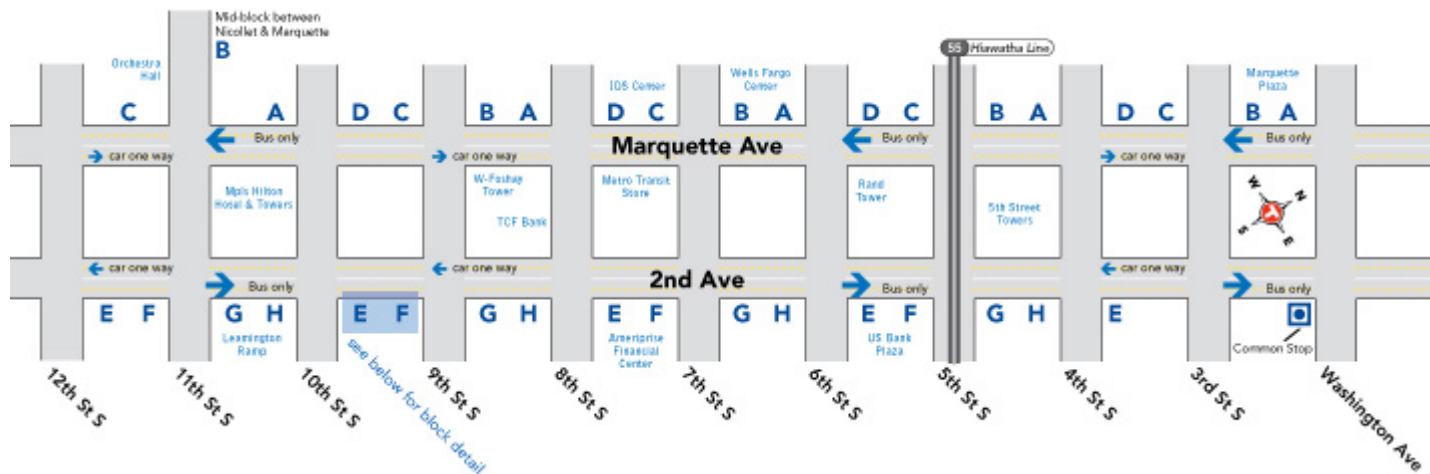 Mid-block between
Nicollet & Marquette
B
55 Hiawatha Line
Orchestra
Hall
IDS Center
Wells Fargo
Center
Marquette
Plaza
C A D C B A D C B A D C B A D C B A
Bus only Marquette Ave Bus only Bus only
car one way car one way car one way
Mpls Hilton
Hotel & Towers
W-Foshay
Tower
TCF Bank
Metro Transit
Store
Rand
Tower
5th Street
Towers
W N
S E
car one way car one way car one way
Bus only 2nd Ave Bus only Bus only
E F G H E F G H E F G H E F G H E
Leamington
Ramp
Ameriprise
Financial
Center
US Bank
Plaza
Common Stop
see below for block detail
12th St S
11th St S
10th St S
9th St S
8th St S
7th St S
6th St S
5th St S
4th St S
3rd St S
Washington Ave